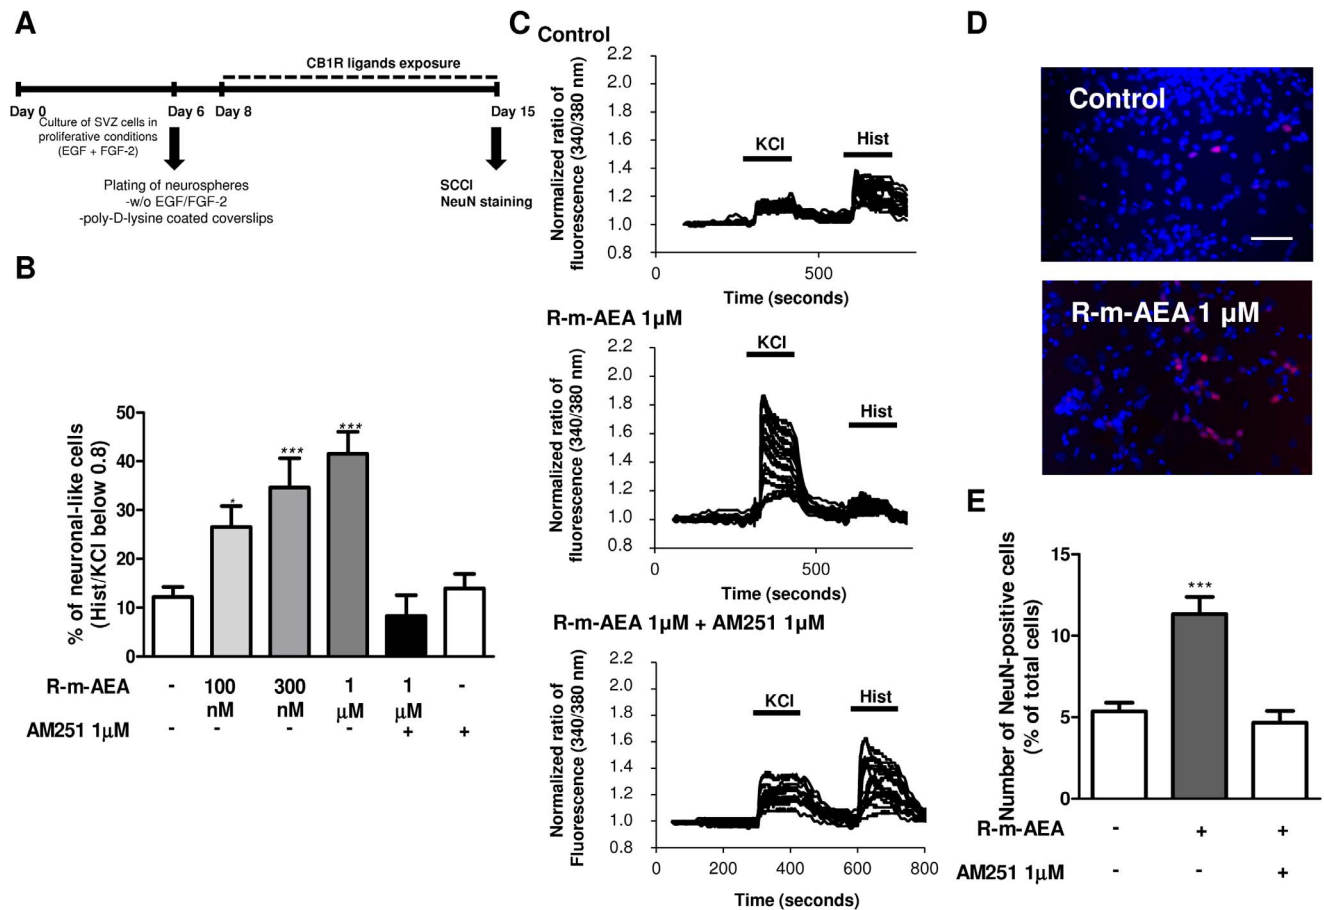 A
CB1R ligands exposure
Day 0
Day 6
Day 8
Day 15
Culture of SVZ cells in
proliferative conditions
(EGF + FGF-2)
Plating of neurospheres
-w/o EGF/FGF-2
-poly-D-lysine coated coverslips
SCCI
NeuN staining
B
% of neuronal-like cells
(Hist/KCl below 0.8)
50
40
30
20
10
0
*
***
***
R-m-AEA - 100 300 1 1 -
nM nM µM µM
AM251 1µM - - - - + +
C
Control
Normalized ratio of
fluorescence (340/380 nm)
2.2
2.0
1.8
1.6
1.4
1.2
1.0
0.8
KCl
Hist
0 500
Time (seconds)
R-m-AEA 1µM
Normalized ratio of
fluorescence (340/380 nm)
2.2
2.0
1.8
1.6
1.4
1.2
1.0
0.8
KCl
Hist
0 500
Time (seconds)
R-m-AEA 1µM + AM251 1µM
Normalized ratio of
Fluorescence (340/380 nm)
2.2
2.0
1.8
1.6
1.4
1.2
1.0
0.8
KCl
Hist
0 200 400 600 800
Time (seconds)
D
Control
R-m-AEA 1 µM
E
Number of NeuN-positive cells
(% of total cells)
15
10
5
0
***
R-m-AEA - + +
AM251 1µM - - +